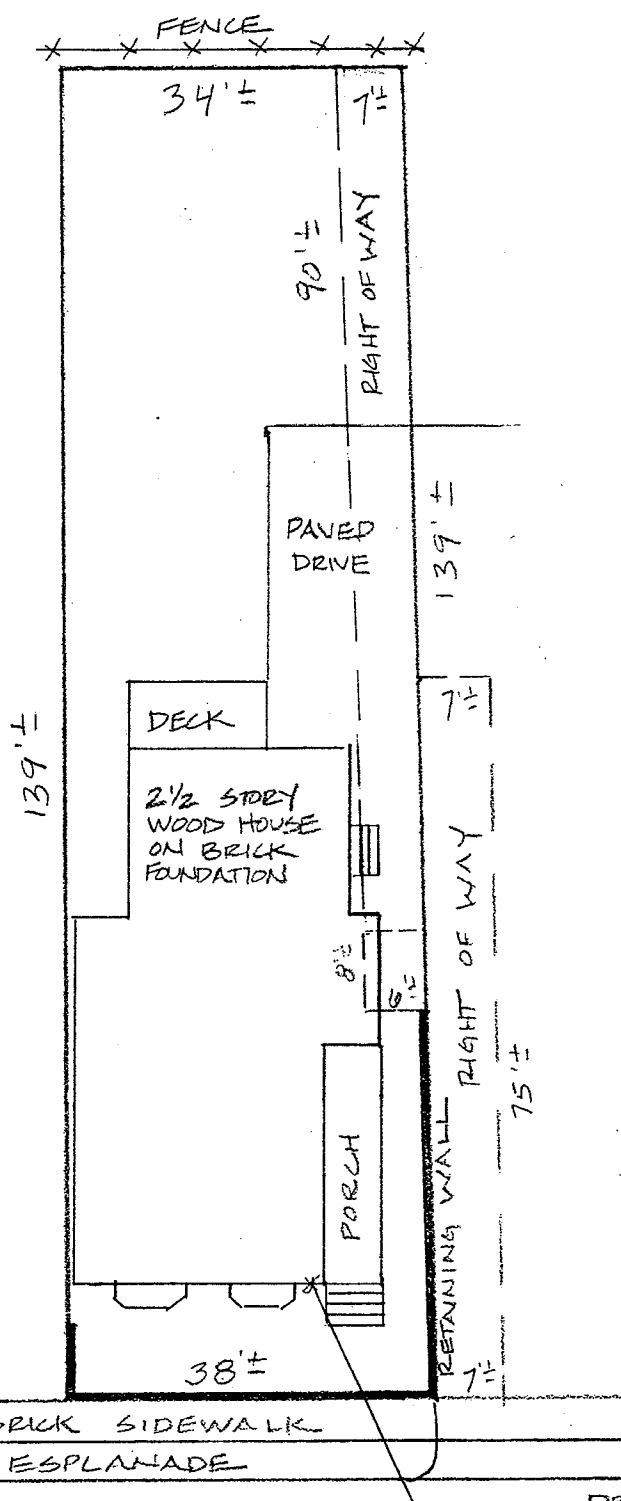 FENCE
34'±
7'±
90'±
RIGHT OF WAY
PAVED
DRIVE
139'±
7'±
DECK
139'±
2½ STORY
WOOD HOUSE
ON BRICK
FOUNDATION
RIGHT OF WAY
8'±
6'±
75'±
PORCH
RETAINING WALL
38'±
7'±
BRICK SIDEWALK
ESPLANADE